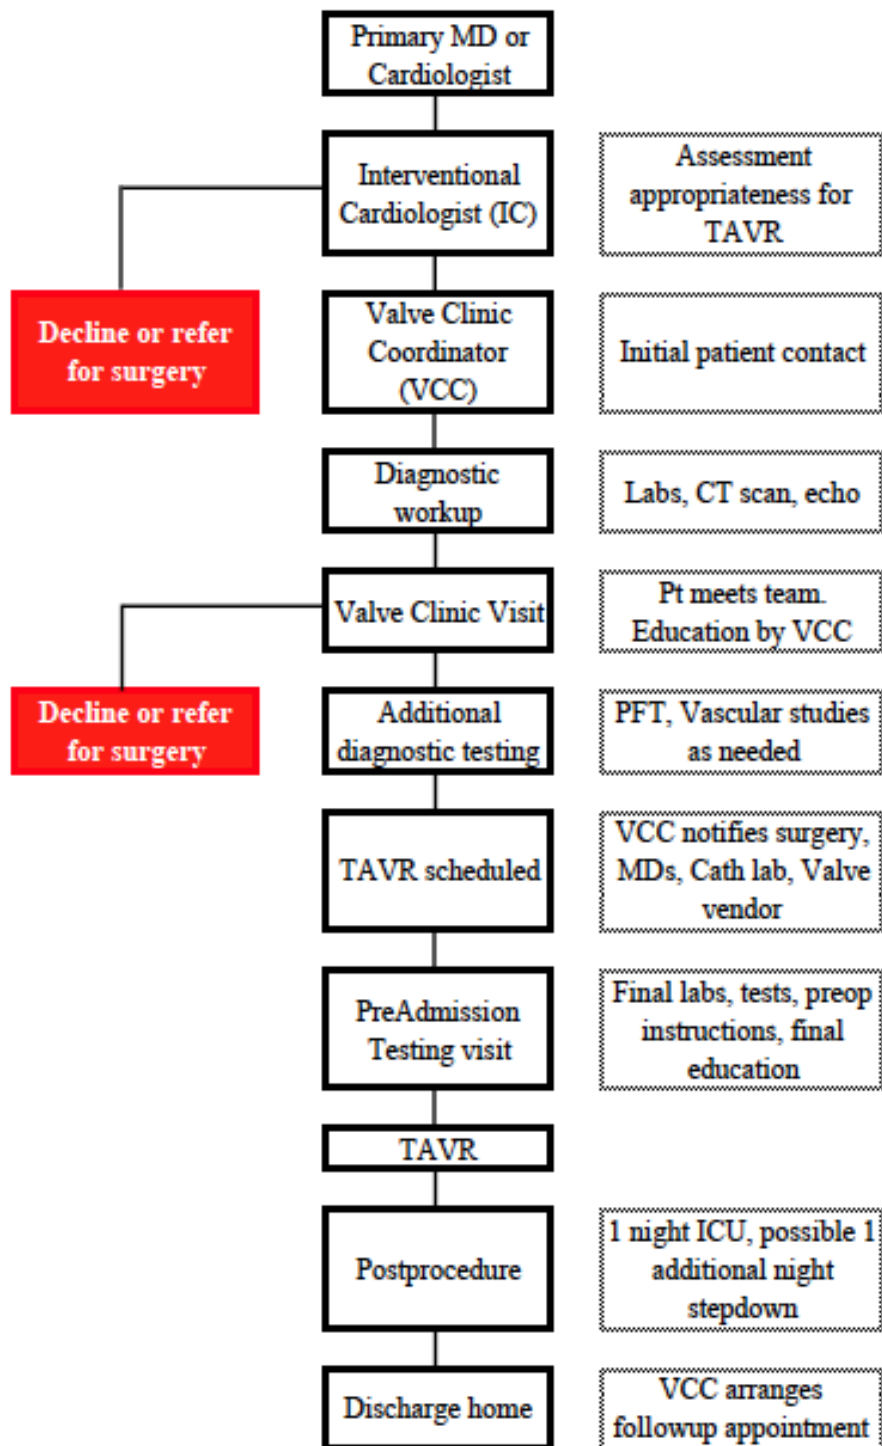 Primary MD or
Cardiologist
Interventional
Cardiologist (IC)
Assessment
appropriateness for
TAVR
Decline or refer
for surgery
Valve Clinic
Coordinator
(VCC)
Initial patient contact
Diagnostic
workup
Labs, CT scan, echo
Valve Clinic Visit
Pt meets team.
Education by VCC
Decline or refer
for surgery
Additional
diagnostic testing
PFT, Vascular studies
as needed
TAVR scheduled
VCC notifies surgery,
MDs, Cath lab, Valve
vendor
PreAdmission
Testing visit
Final labs, tests, preop
instructions, final
education
TAVR
Postprocedure
1 night ICU, possible 1
additional night
stepdown
Discharge home
VCC arranges
followup appointment